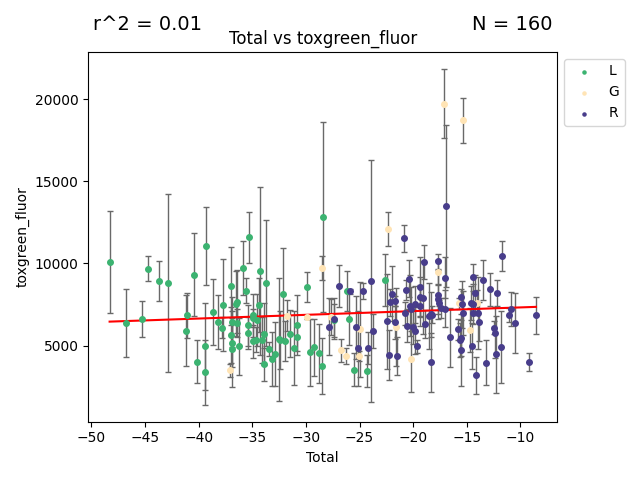 r^2 = 0.01
N = 160
Total vs toxgreen_fluor
L
G
R
20000
15000
10000
5000
toxgreen_fluor
−50
−45
−40
−35
−30
−25
−20
−15
−10
Total